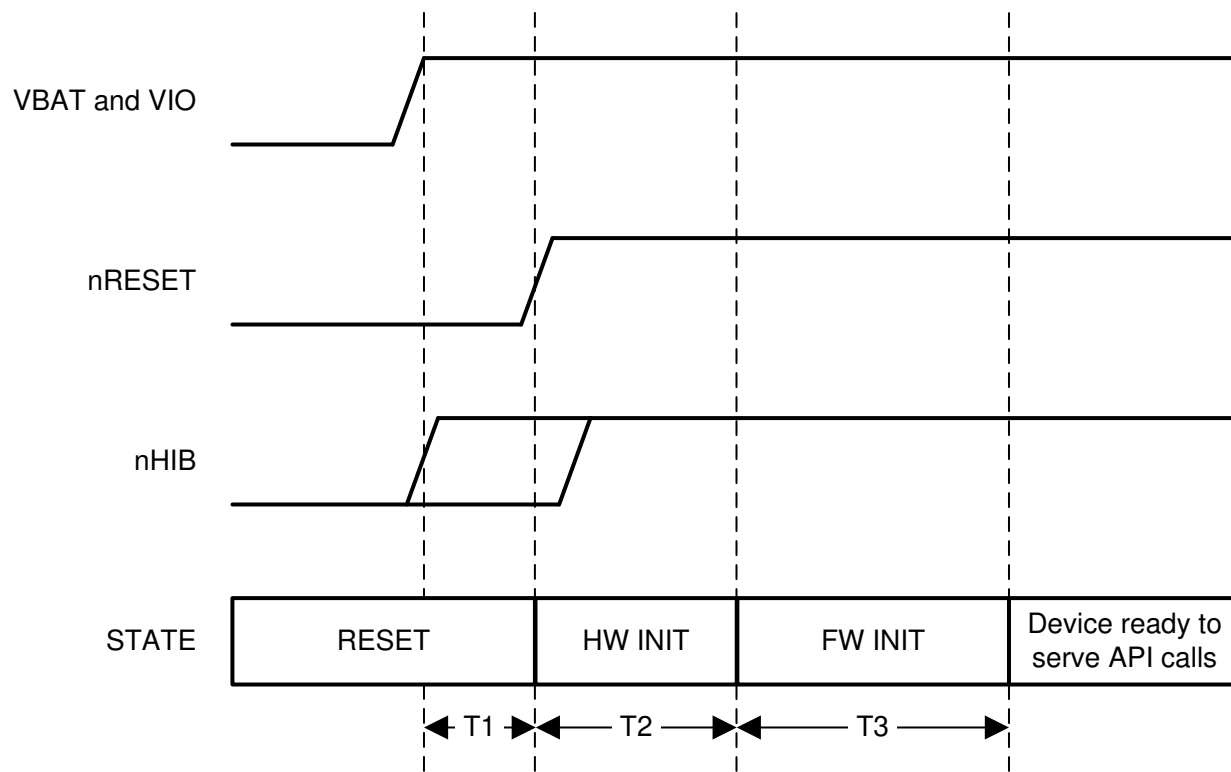 VBAT and VIO
nRESET
nHIB
STATE
RESET
HW INIT
FW INIT
Device ready to
serve API calls
T1
T2
T3